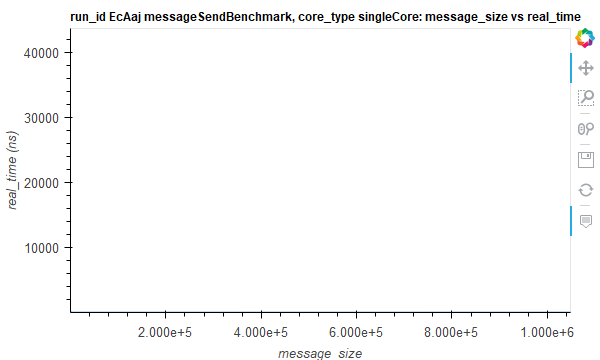 run_id EcAaj messageSendBenchmark, core_type singleCore: message_size vs real_time
real_time (ns)
40000
30000
20000
10000
2.000e+5 4.000e+5 6.000e+5 8.000e+5 1.000e+6
message_size